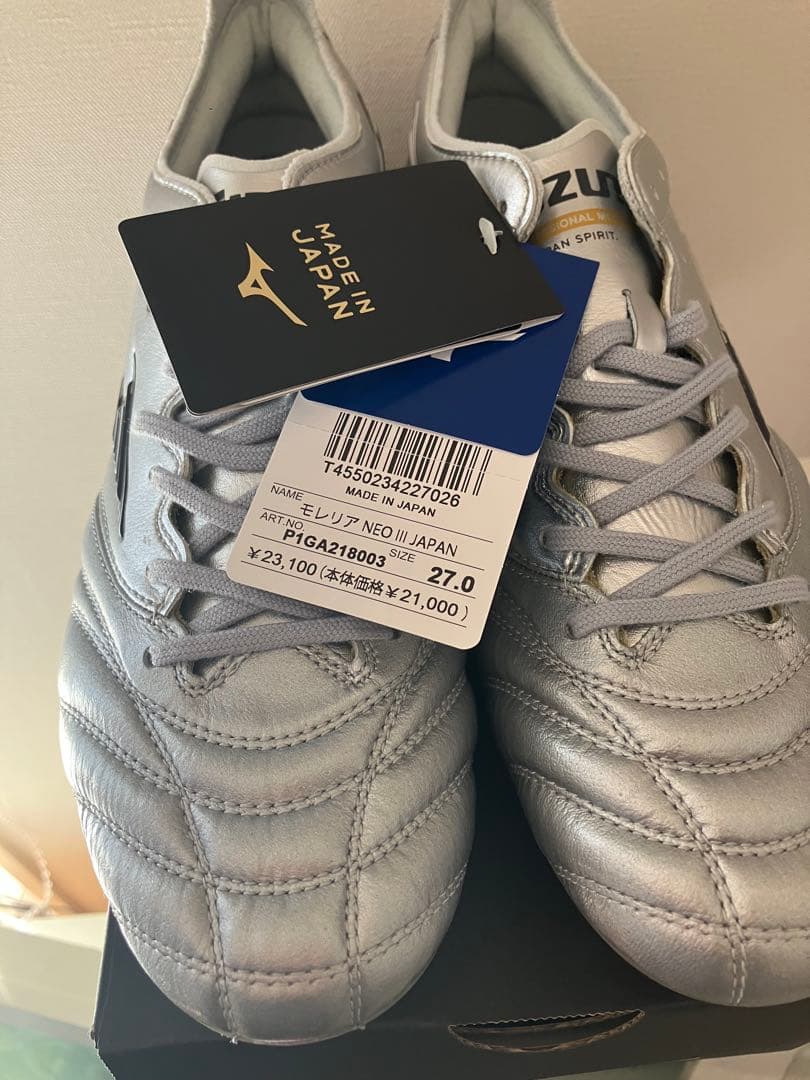 MADE IN
JAPAN
T4550234227026
MADE IN JAPAN
NAME
モレリア NEO III JAPAN
ART.NO.
P1GA218003
SIZE
27.0
¥23,100(本体価格¥21,000)
SPIRIT.